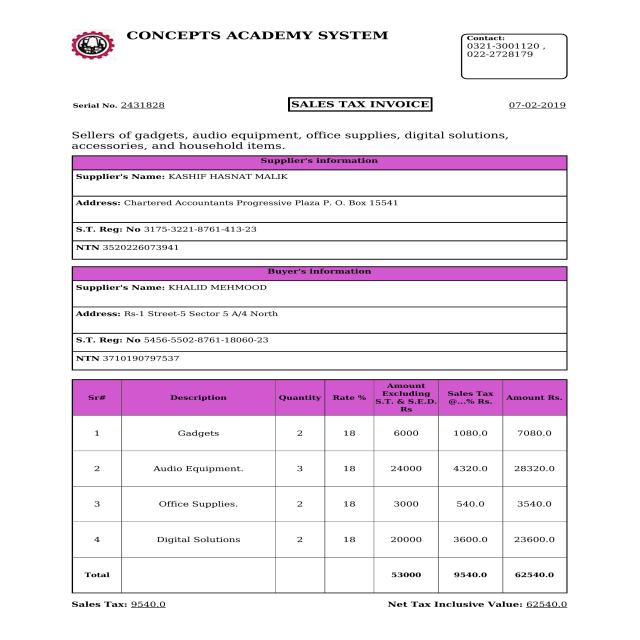 CONCEPTS ACADEMY SYSTEM
Contact:
0321-3001120 ,
022-2728179
Serial No. 2431828 SALES TAX INVOICE 07-02-2019
Sellers of gadgets, audio equipment, office supplies, digital solutions,
accessories, and household items.
Supplier's information
Supplier's Name: KASHIF HASNAT MALIK
Address: Chartered Accountants Progressive Plaza P. O. Box 15541
S.T. Reg: No 3175-3221-8761-413-23
NTN 3520226073941
Buyer's information
Supplier's Name: KHALID MEHMOOD
Address: Rs-1 Street-5 Sector 5 A/4 North
S.T. Reg: No 5456-5502-8761-18060-23
NTN 3710190797537
Sr# Description Quantity Rate % Amount Excluding S.T. & S.E.D. Rs Sales Tax @...% Rs. Amount Rs.
1 Gadgets 2 18 6000 1080.0 7080.0
2 Audio Equipment. 3 18 24000 4320.0 28320.0
3 Office Supplies. 2 18 3000 540.0 3540.0
4 Digital Solutions 2 18 20000 3600.0 23600.0
Total 53000 9540.0 62540.0
Sales Tax: 9540.0 Net Tax Inclusive Value: 62540.0